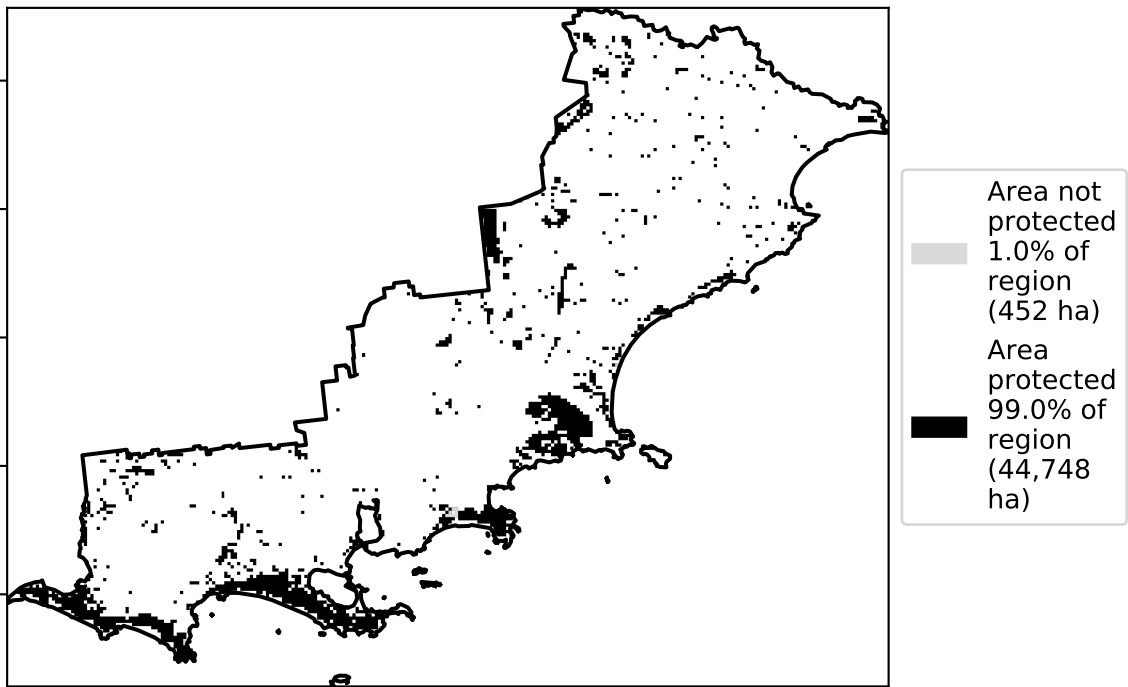 Area not
protected
1.0% of
region
(452 ha)
Area
protected
99.0% of
region
(44,748
ha)